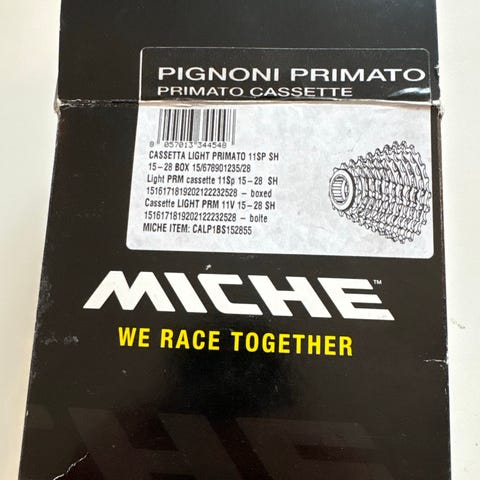 PIGNONI PRIMATO
PRIMATO CASSETTE
8 057013 344548
CASSETTA LIGHT PRIMATO 11SP SH
15-28 BOX 15/678901235/28
Light PRM cassette 11Sp 15-28 SH
1516171819202122232528 - boxed
Cassette LIGHT PRM 11V 15-28 SH
1516171819202122232528 - boîte
MICHE ITEM: CALP1BS152855
MICHE™
WE RACE TOGETHER
CHE